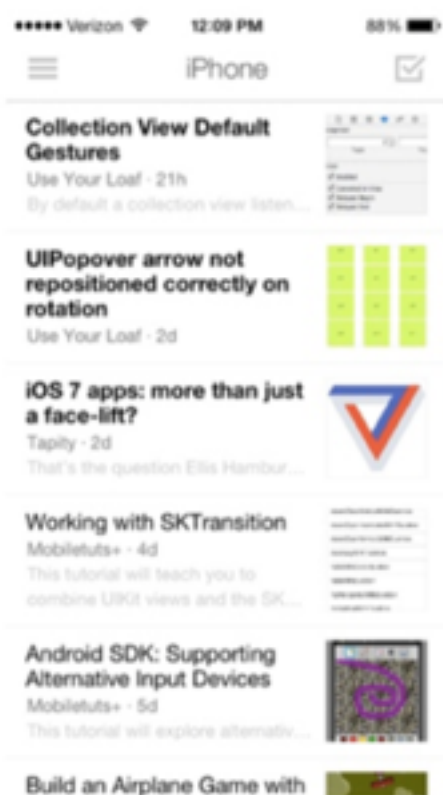 Verizon 12:09 PM 88%
iPhone
Collection View Default
Gestures
Use Your Loaf · 21h
By default a collection view listen...
UIPopover arrow not
repositioned correctly on
rotation
Use Your Loaf · 2d
iOS 7 apps: more than just
a face-lift?
Tapity · 2d
That's the question Ellis Hambur...
Working with SKTransition
Mobiletuts+ · 4d
This tutorial will teach you to
combine UIKit views and the SK...
Android SDK: Supporting
Alternative Input Devices
Mobiletuts+ · 5d
This tutorial will explore alternativ...
Build an Airplane Game with